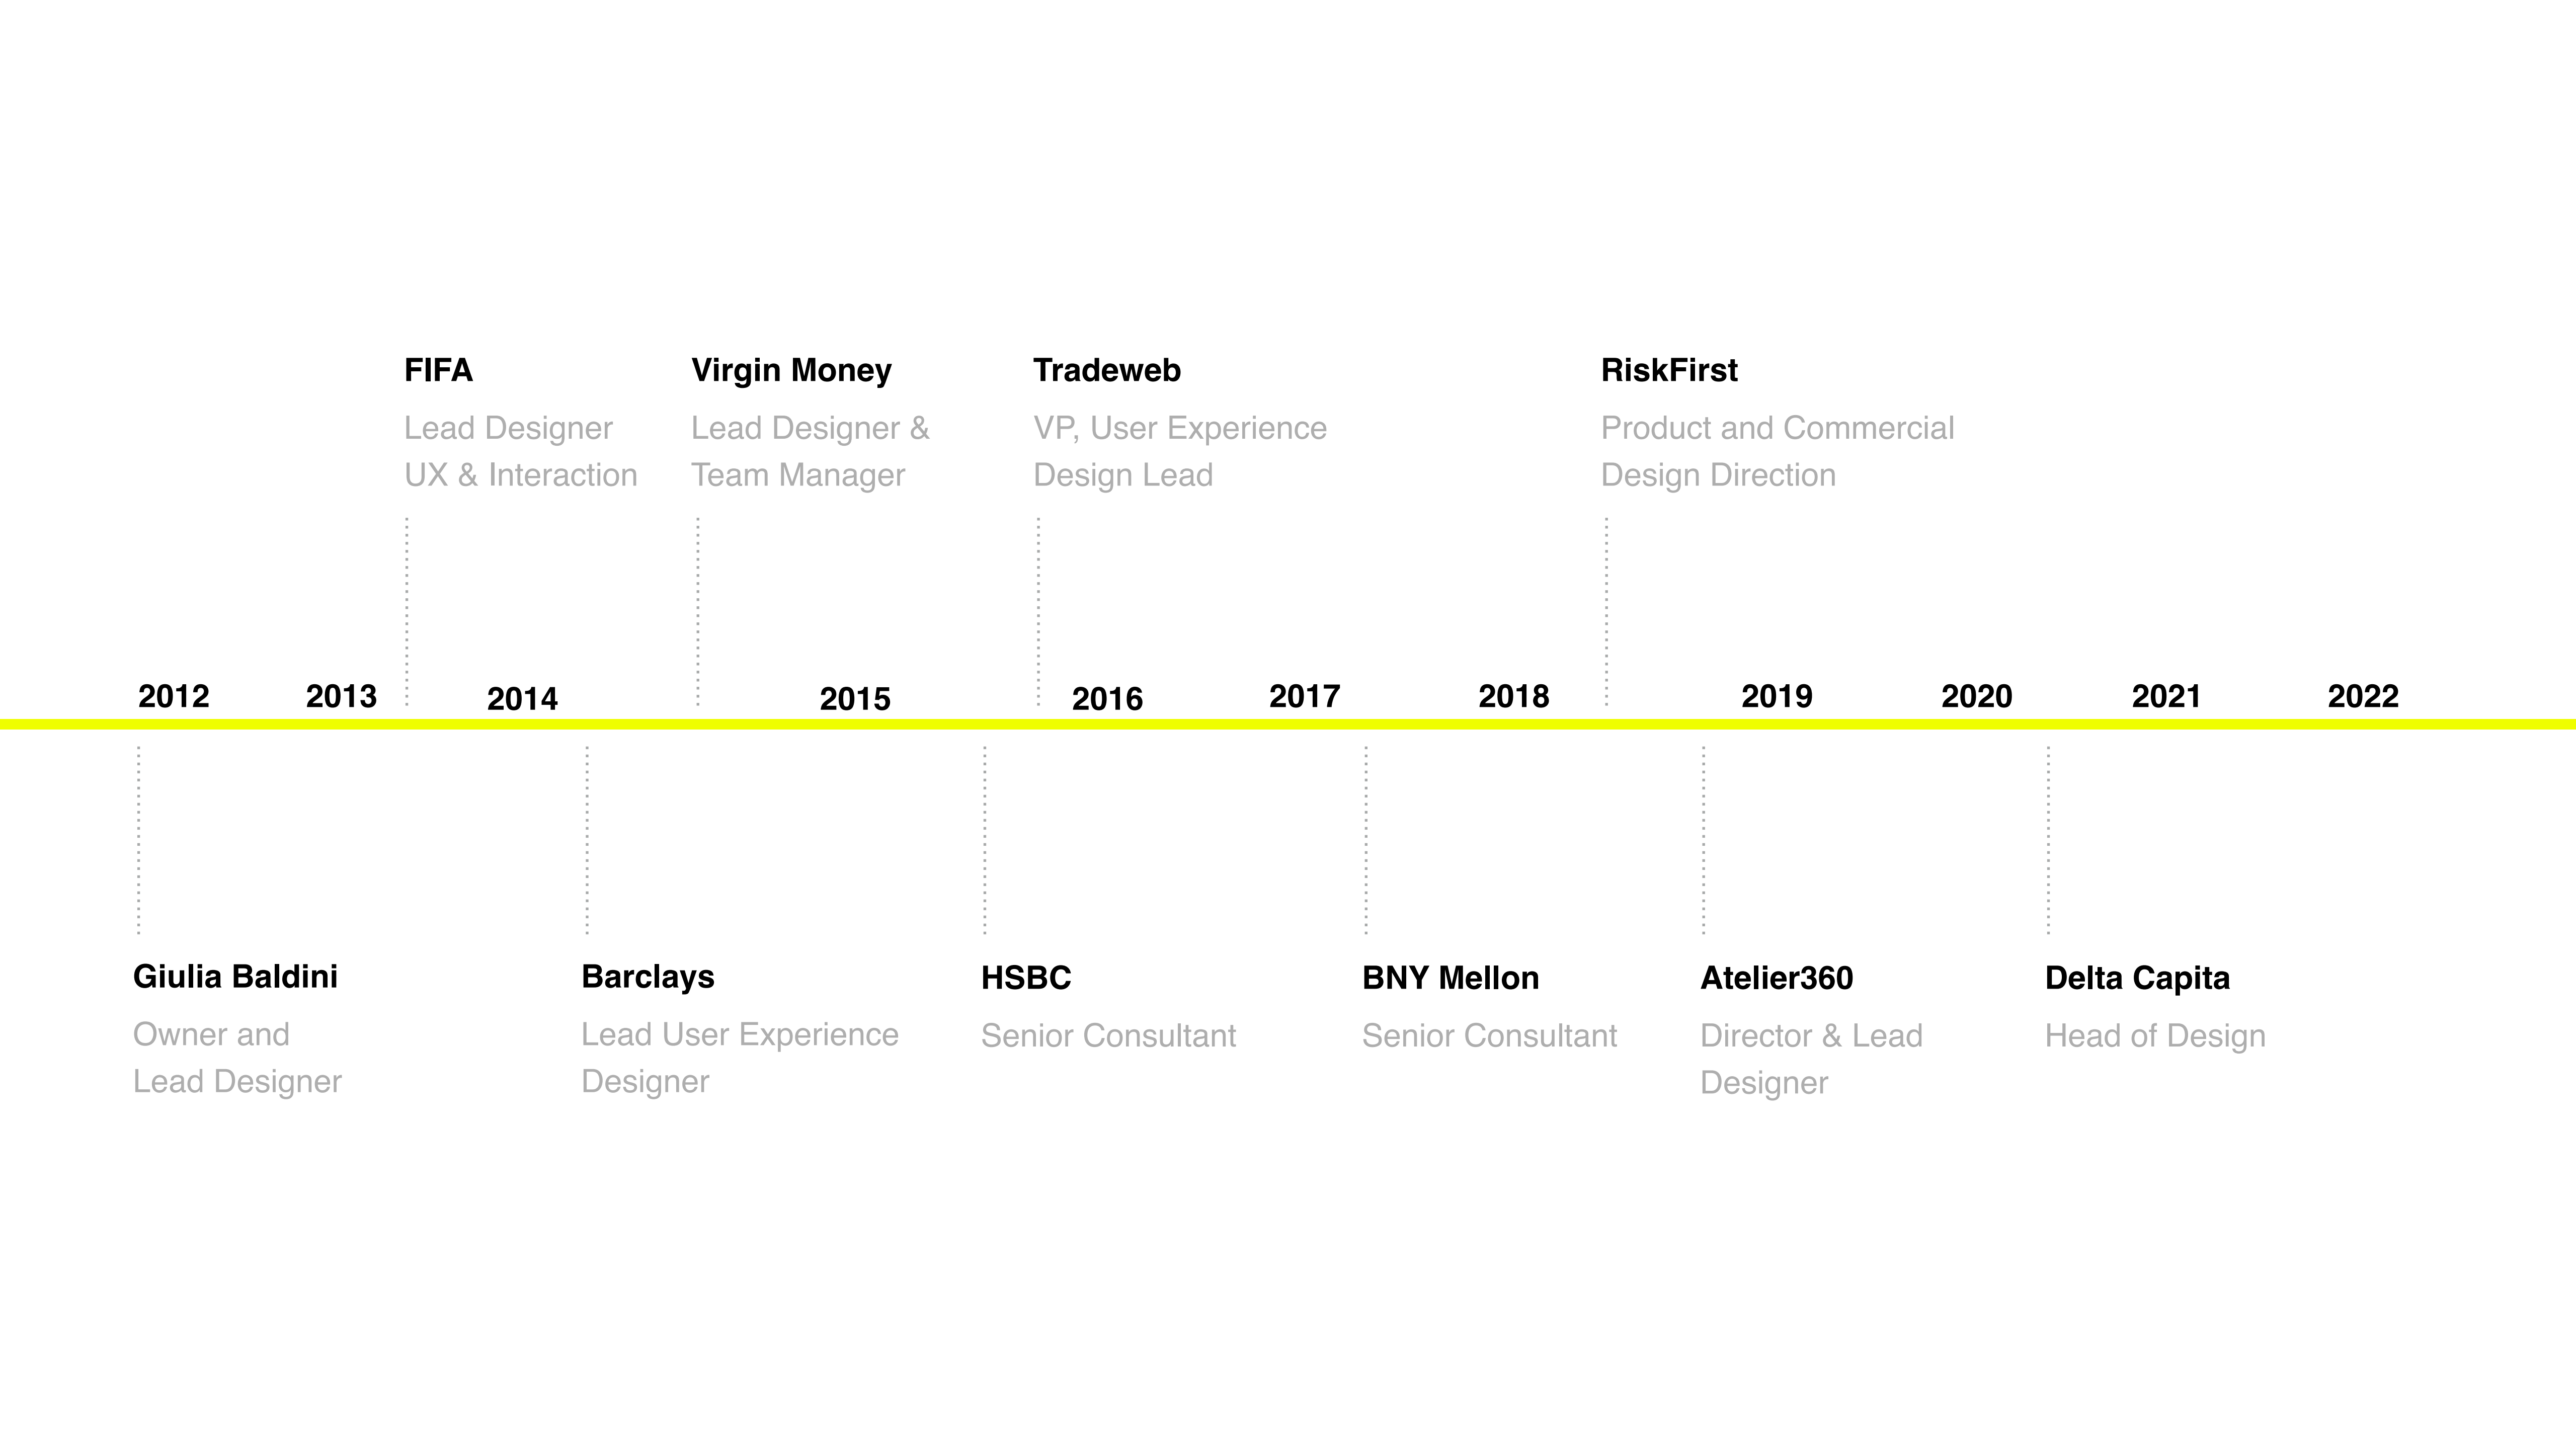 FIFA
Lead Designer
UX & Interaction
Virgin Money
Lead Designer &
Team Manager
Tradeweb
VP, User Experience
Design Lead
RiskFirst
Product and Commercial
Design Direction
2012
2013
2014
2015
2016
2017
2018
2019
2020
2021
2022
Giulia Baldini
Owner and
Lead Designer
Barclays
Lead User Experience
Designer
HSBC
Senior Consultant
BNY Mellon
Senior Consultant
Atelier360
Director & Lead
Designer
Delta Capita
Head of Design